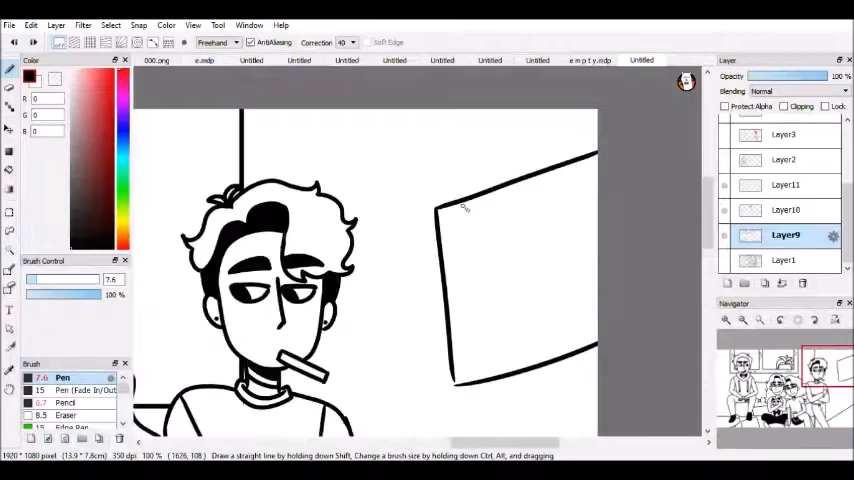 File Edit Layer Filter Select Snap Color View Tool Window Help
OFF Freehand AntiAliasing Correction 40 Soft Edge
Color 000.png e.mdp Untitled Untitled Untitled Untitled Untitled Untitled Untitled e m p t y.mdp Untitled Layer
Opacity 100 %
Blending Normal
R 0
Protect Alpha Clipping Lock
G 0
B 0
Layer3
Layer2
Layer11
Layer10
Layer9
Layer1
Brush Control
7.6
100 %
Navigator
Brush
7.6 Pen
15 Pen (Fade In/Out
6.7 Pencil
8.5 Eraser
15 Edge Pen
1920 * 1080 pixel (13.9 * 7.8cm) 350 dpi 100 % ( 1626, 108 ) Draw a straight line by holding down Shift, Change a brush size by holding down Ctrl, Alt, and dragging